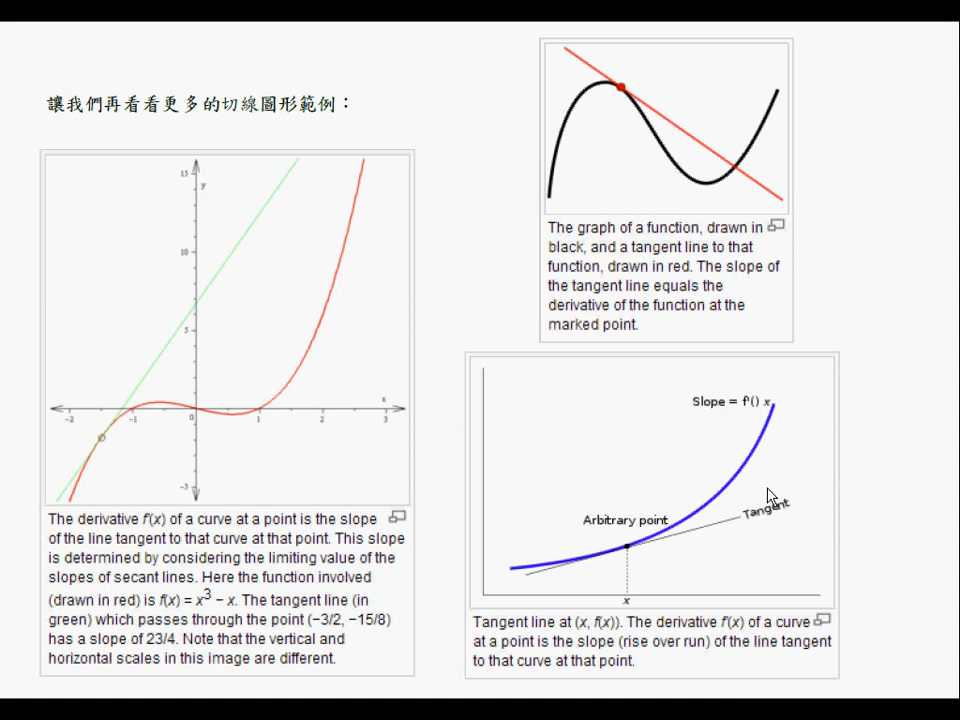 讓我們再看看更多的切線圖形範例：
15
y
10
5
x
-2
-1
0
1
2
3
-5
The derivative f'(x) of a curve at a point is the slope
of the line tangent to that curve at that point. This slope
is determined by considering the limiting value of the
slopes of secant lines. Here the function involved
(drawn in red) is f(x) = x³ − x. The tangent line (in
green) which passes through the point (−3/2, −15/8)
has a slope of 23/4. Note that the vertical and
horizontal scales in this image are different.
The graph of a function, drawn in
black, and a tangent line to that
function, drawn in red. The slope of
the tangent line equals the
derivative of the function at the
marked point.
Slope = f'() x
Arbitrary point
Tangent
x
Tangent line at (x, f(x)). The derivative f'(x) of a curve
at a point is the slope (rise over run) of the line tangent
to that curve at that point.